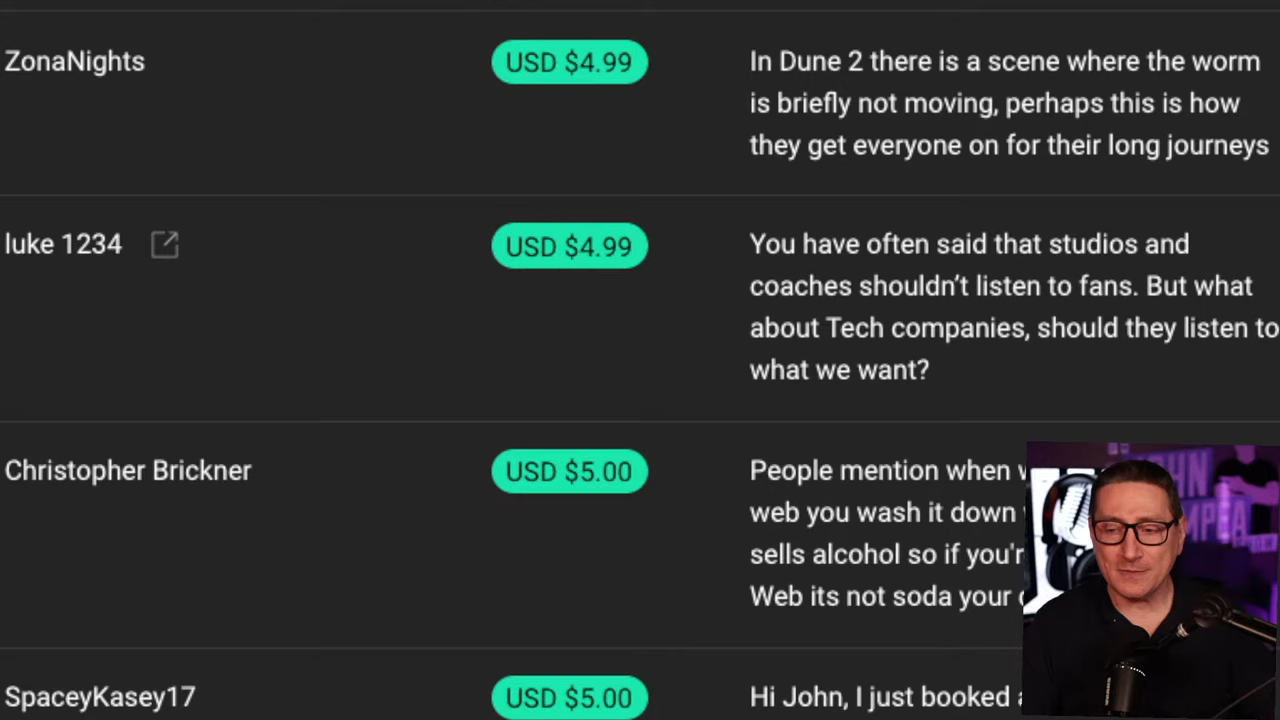 ZonaNights
USD $4.99
In Dune 2 there is a scene where the worm
is briefly not moving, perhaps this is how
they get everyone on for their long journeys
luke 1234
USD $4.99
You have often said that studios and
coaches shouldn't listen to fans. But what
about Tech companies, should they listen to
what we want?
Christopher Brickner
USD $5.00
People mention when
web you wash it down
sells alcohol so if
Web its not soda your
SpaceyKasey17
USD $5.00
Hi John, I just booked